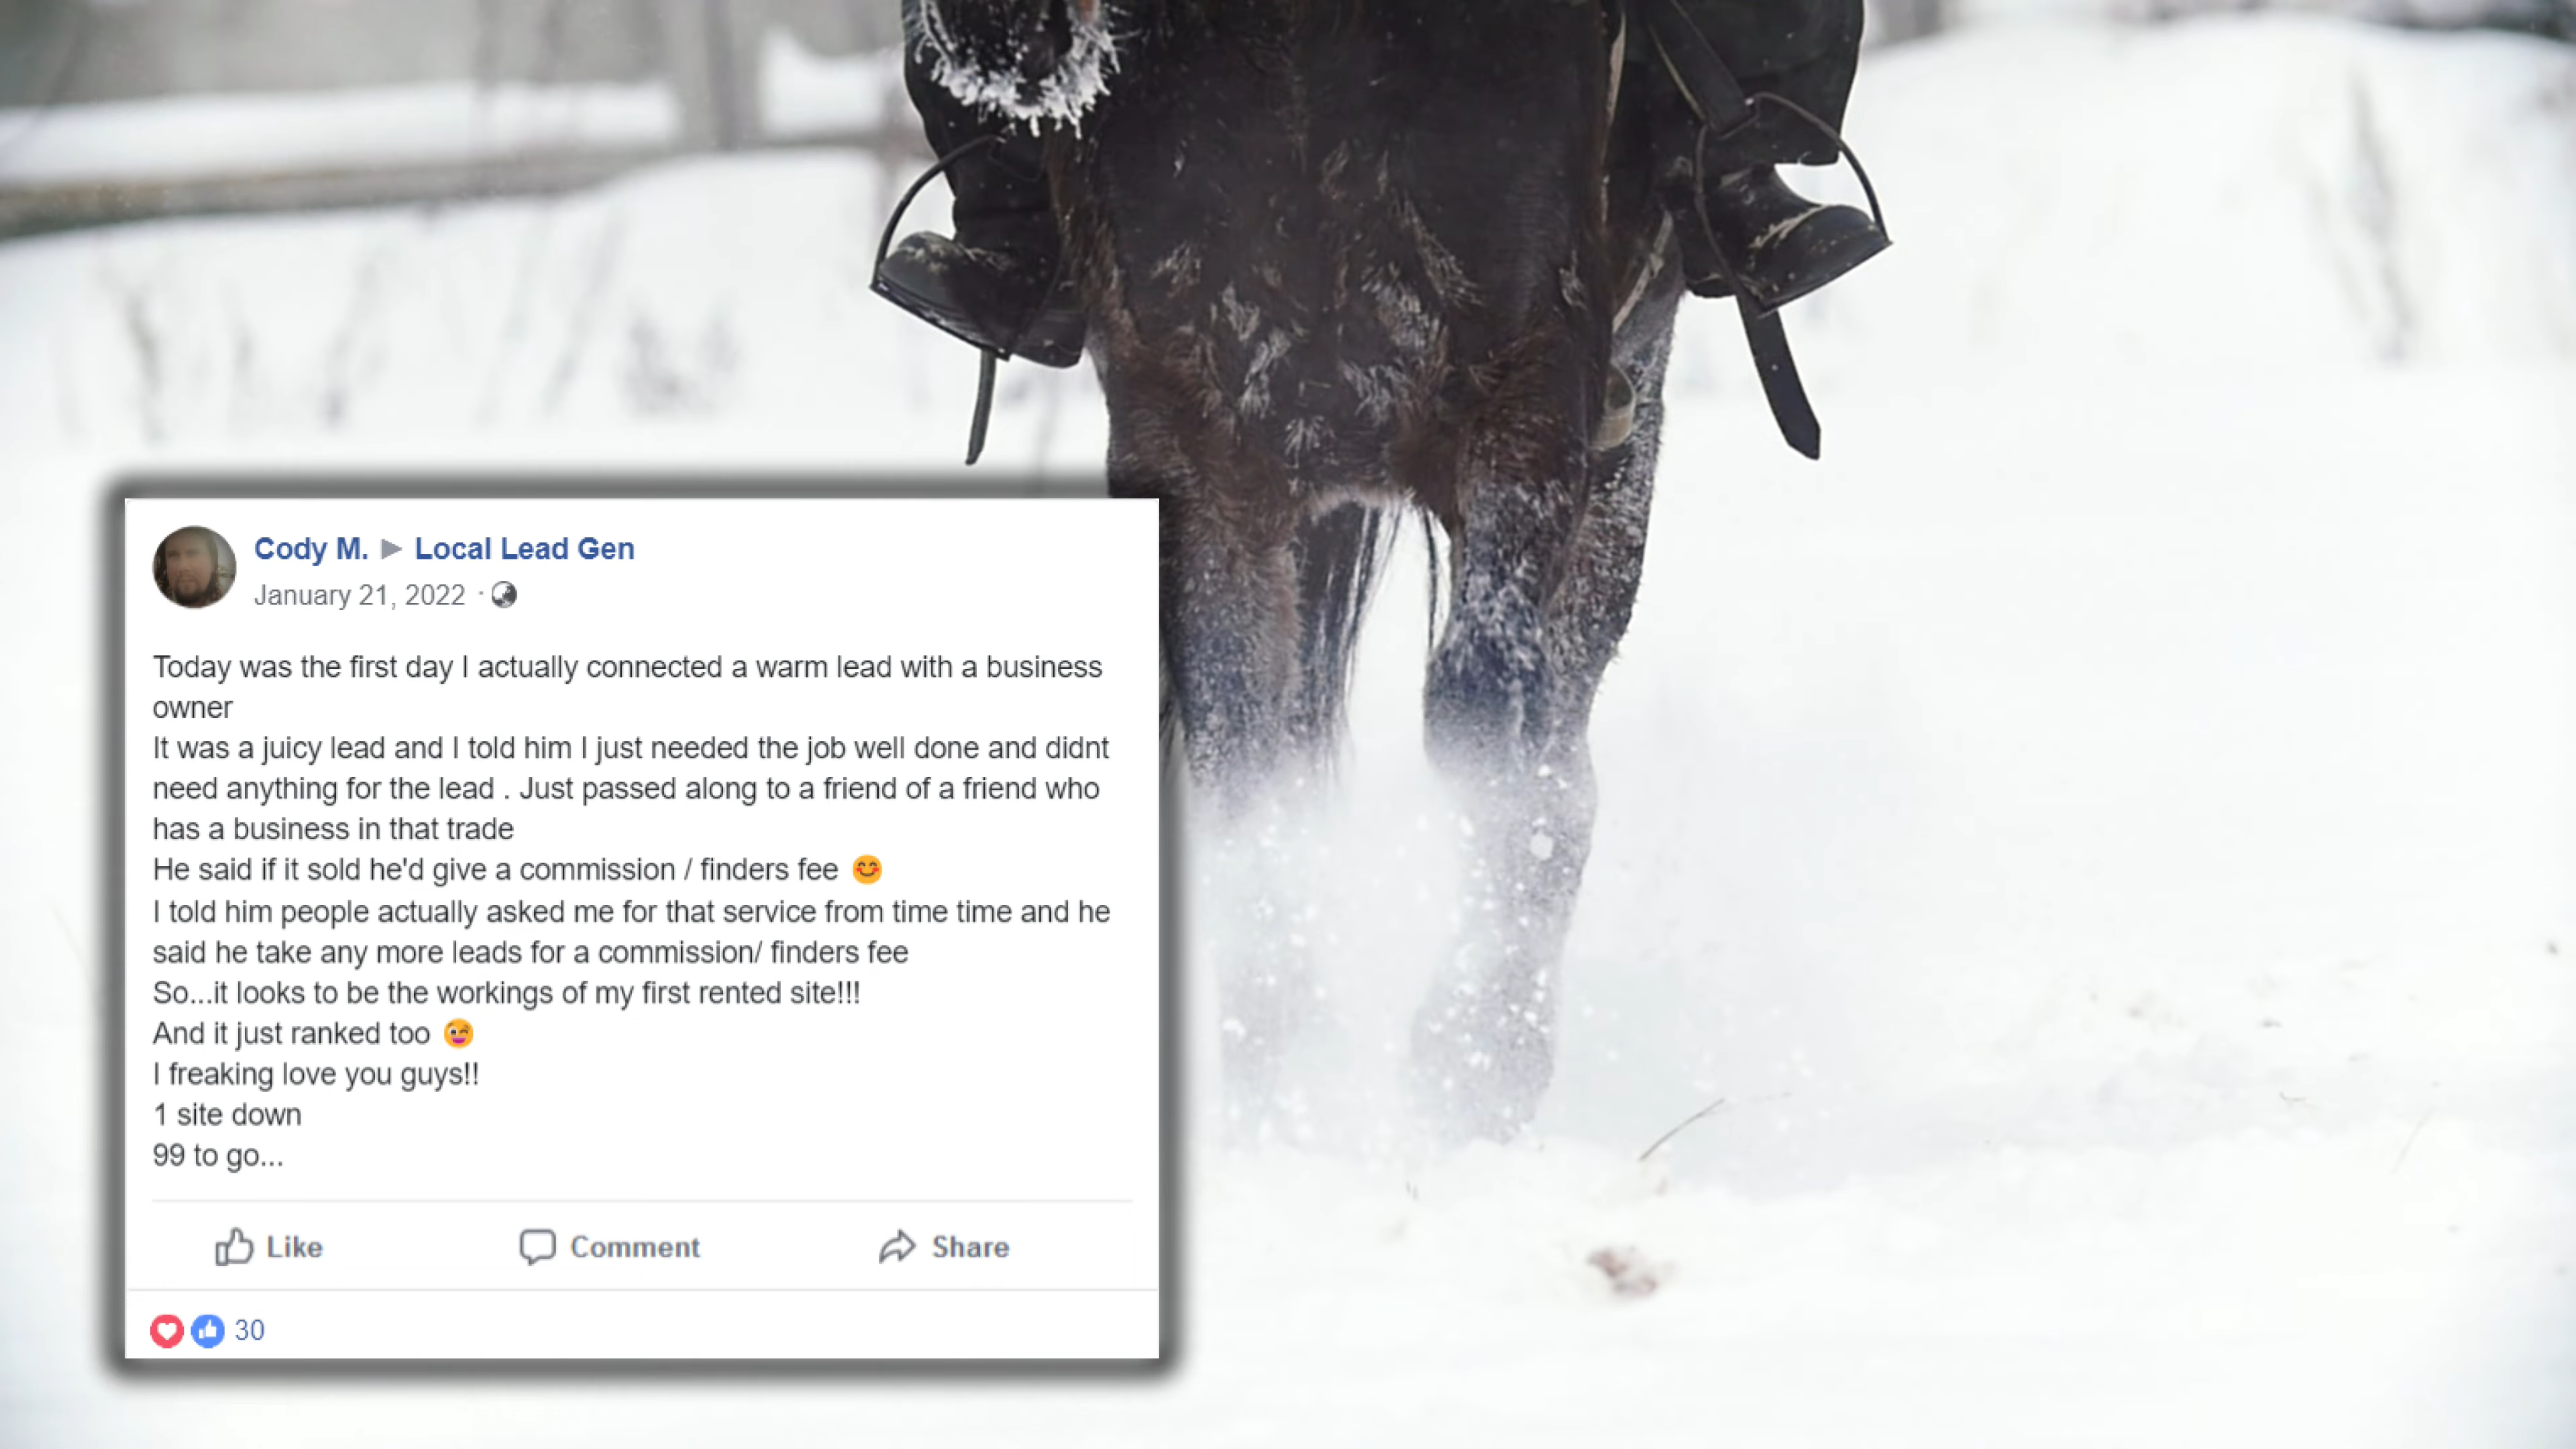 Cody M. ▶ Local Lead Gen
January 21, 2022 ·
Today was the first day I actually connected a warm lead with a business
owner
It was a juicy lead and I told him I just needed the job well done and didnt
need anything for the lead . Just passed along to a friend of a friend who
has a business in that trade
He said if it sold he'd give a commission / finders fee 😊
I told him people actually asked me for that service from time time and he
said he take any more leads for a commission/ finders fee
So...it looks to be the workings of my first rented site!!!
And it just ranked too 😜
I freaking love you guys!!
1 site down
99 to go...
Like Comment Share
30